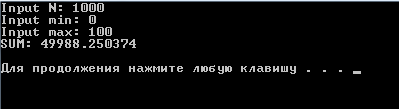 Input N: 1000
Input min: 0
Input max: 100
SUM: 49988.250374
Для продолжения нажмите любую клавишу . . .